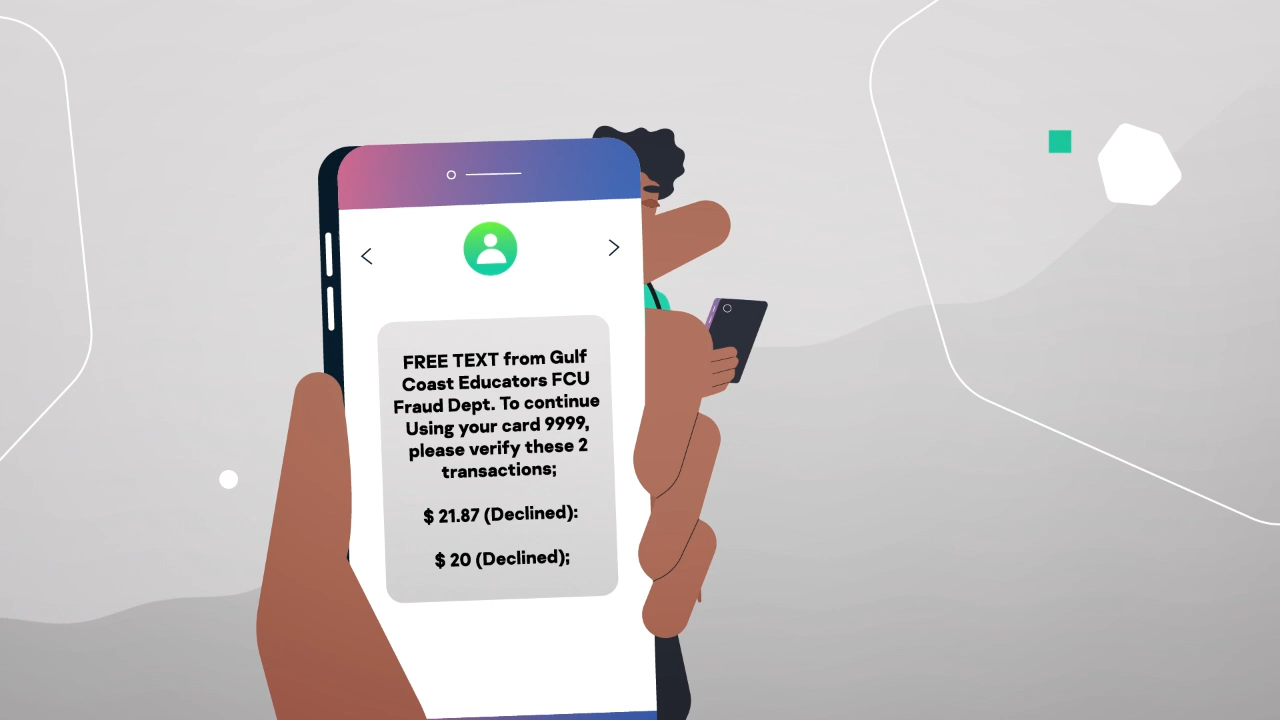 FREE TEXT from Gulf
Coast Educators FCU
Fraud Dept. To continue
Using your card 9999,
please verify these 2
transactions;
$ 21.87 (Declined):
$ 20 (Declined);